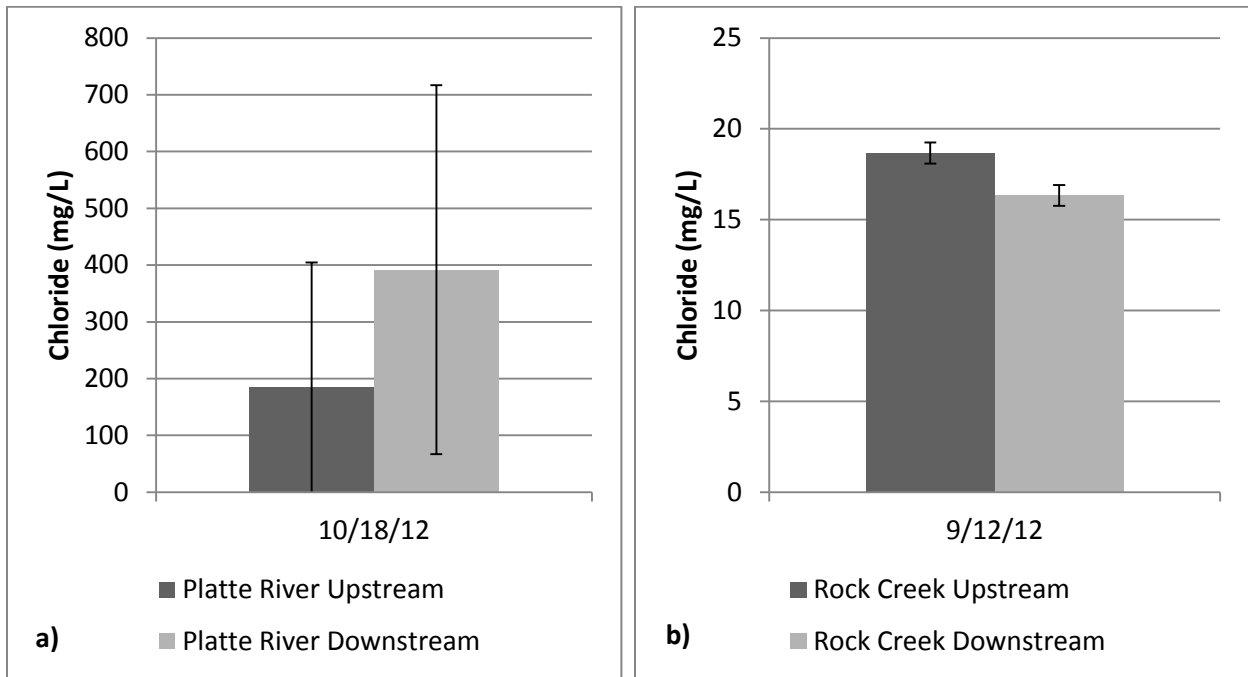 800
700
600
500
400
300
200
100
0
Chloride (mg/L)
10/18/12
Platte River Upstream
Platte River Downstream
a)
25
20
15
10
5
0
Chloride (mg/L)
9/12/12
Rock Creek Upstream
Rock Creek Downstream
b)